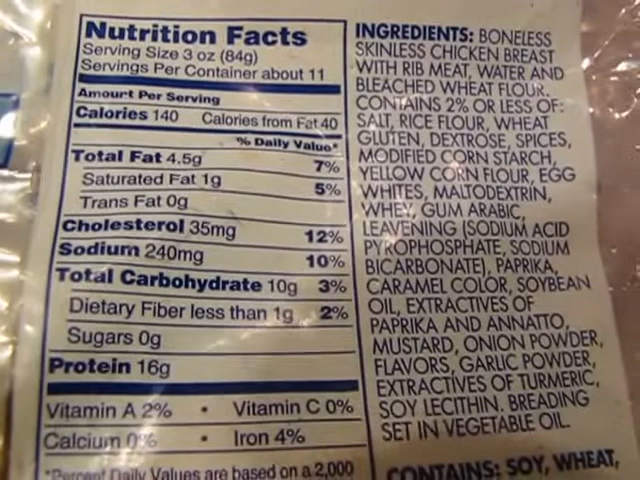 Nutrition Facts
Serving Size 3 oz (84g)
Servings Per Container about 11
Amount Per Serving
Calories 140 Calories from Fat 40
% Daily Value*
Total Fat 4.5g 7%
Saturated Fat 1g 5%
Trans Fat 0g
Cholesterol 35mg 12%
Sodium 240mg 10%
Total Carbohydrate 10g 3%
Dietary Fiber less than 1g 2%
Sugars 0g
Protein 16g
Vitamin A 2% • Vitamin C 0%
Calcium 0% • Iron 4%
*Percent Daily Values are based on a 2,000
INGREDIENTS: BONELESS
SKINLESS CHICKEN BREAST
WITH RIB MEAT, WATER AND
BLEACHED WHEAT FLOUR.
CONTAINS 2% OR LESS OF:
SALT, RICE FLOUR, WHEAT
GLUTEN, DEXTROSE, SPICES,
MODIFIED CORN STARCH,
YELLOW CORN FLOUR, EGG
WHITES, MALTODEXTRIN,
WHEY, GUM ARABIC,
LEAVENING (SODIUM ACID
PYROPHOSPHATE, SODIUM
BICARBONATE), PAPRIKA,
CARAMEL COLOR, SOYBEAN
OIL, EXTRACTIVES OF
PAPRIKA AND ANNATTO,
MUSTARD, ONION POWDER,
FLAVORS, GARLIC POWDER,
EXTRACTIVES OF TURMERIC,
SOY LECITHIN. BREADING
SET IN VEGETABLE OIL.
CONTAINS: SOY, WHEAT,